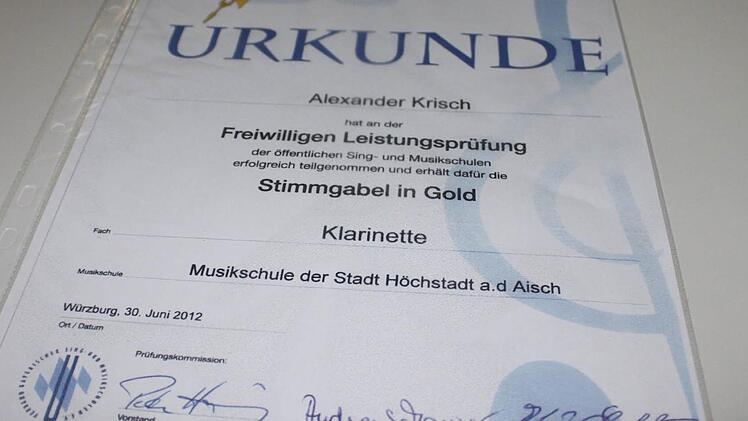 URKUNDE
Alexander Krisch
hat an der
Freiwilligen Leistungsprüfung
der öffentlichen Sing- und Musikschulen
erfolgreich teilgenommen und erhält dafür die
Stimmgabel in Gold
Fach Klarinette
Musikschule Musikschule der Stadt Höchstadt a.d Aisch
Würzburg, 30. Juni 2012
Ort / Datum
Prüfungskommission:
Vorstand